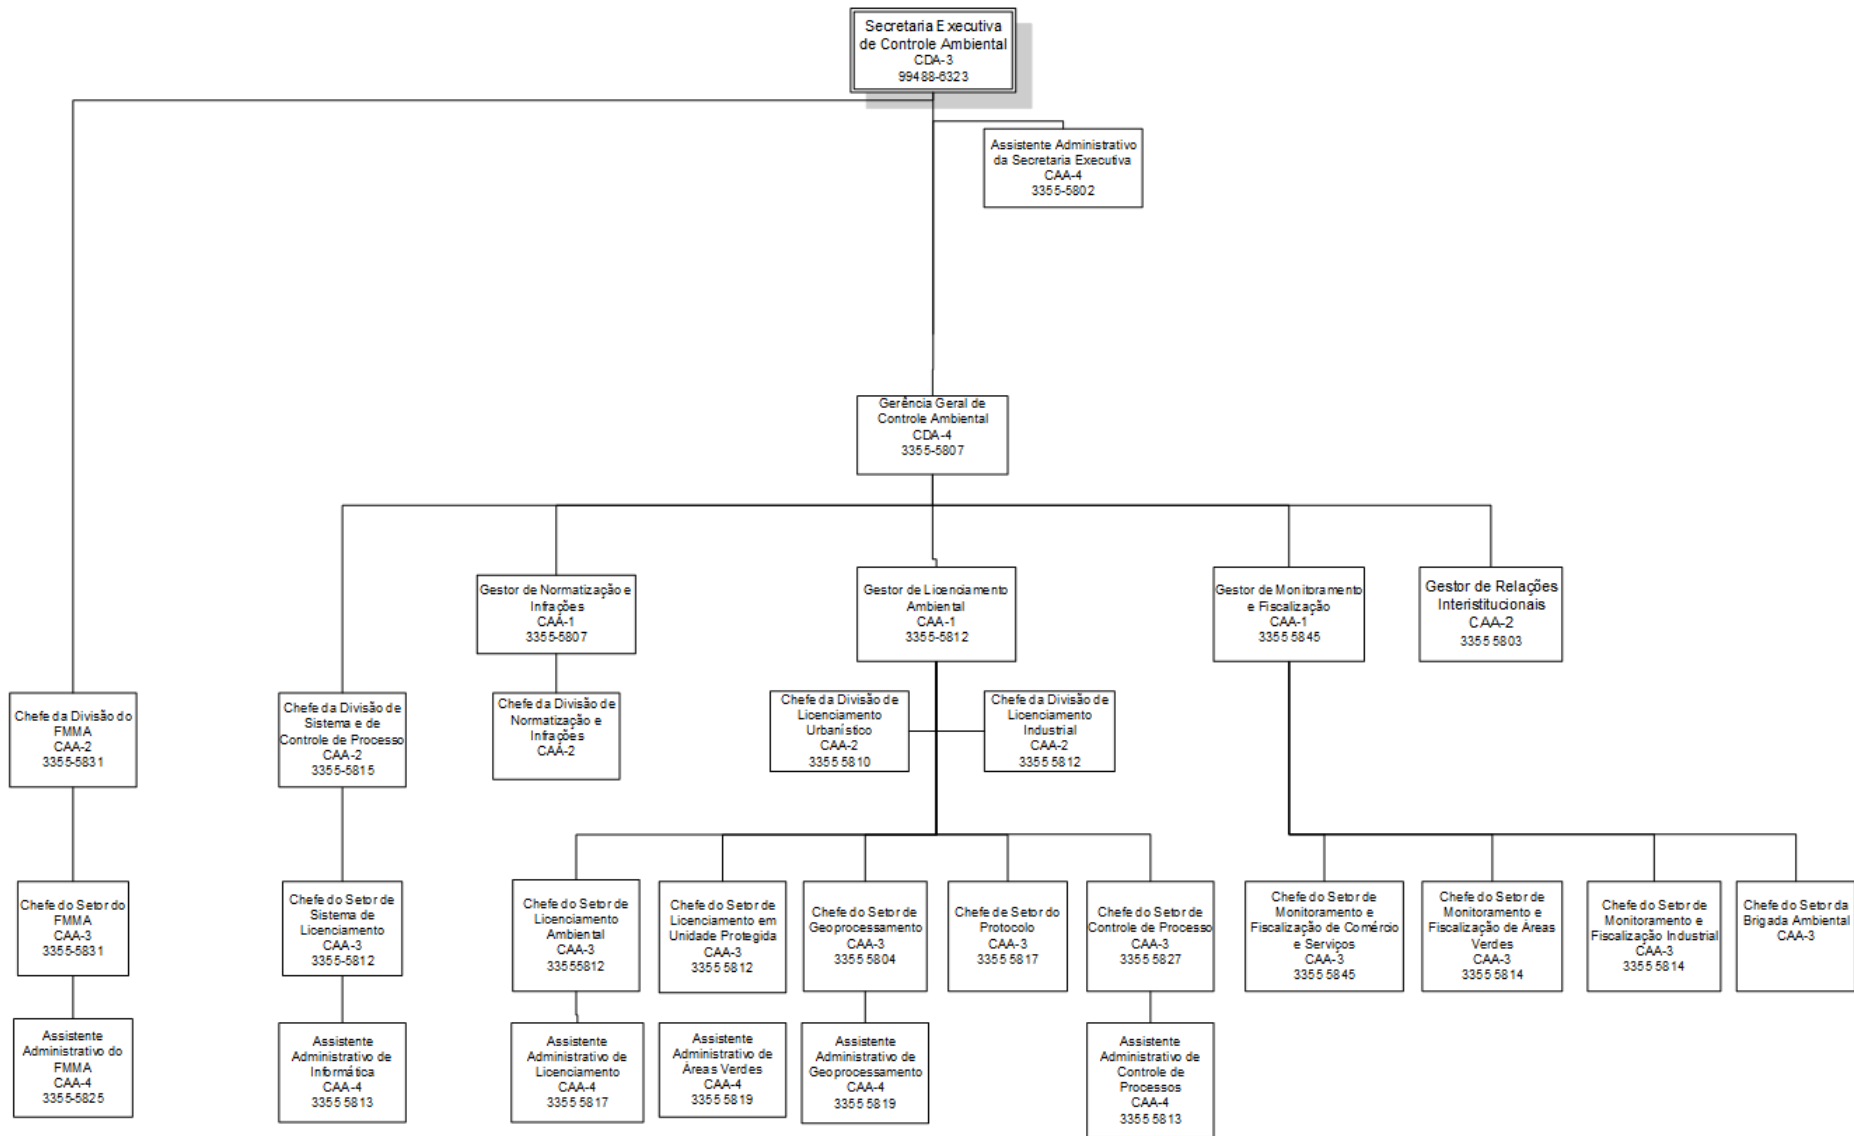 Secretaria Executiva
de Controle Ambiental
CDA-3
99488-6323
Assistente Administrativo
da Secretaria Executiva
CAA-4
3355-5802
Gerência Geral de
Controle Ambiental
CDA-4
3355-5807
Gestor de Normatização e
Infrações
CAA-1
3355-5807
Gestor de Licenciamento
Ambiental
CAA-1
3355-5812
Gestor de Monitoramento
e Fiscalização
CAA-1
3355 5845
Gestor de Relações
Interistitucionais
CAA-2
3355 5803
Chefe da Divisão do
FMMA
CAA-2
3355-5831
Chefe da Divisão de
Sistema e de
Controle de Processo
CAA-2
3355-5815
Chefe da Divisão de
Normatização e
Infrações
CAA-2
Chefe da Divisão de
Licenciamento
Urbanístico
CAA-2
3355 5810
Chefe da Divisão de
Licenciamento
Industrial
CAA-2
3355 5812
Chefe do Setor do
FMMA
CAA-3
3355-5831
Chefe do Setor de
Sistema de
Licenciamento
CAA-3
3355-5812
Chefe do Setor de
Licenciamento
Ambiental
CAA-3
33555812
Chefe do Setor de
Licenciamento em
Unidade Protegida
CAA-3
3355 5812
Chefe do Setor de
Geoprocessamento
CAA-3
3355 5804
Chefe de Setor do
Protocolo
CAA-3
3355 5817
Chefe do Setor de
Controle de Processo
CAA-3
3355 5827
Chefe do Setor de
Monitoramento e
Fiscalização de Comércio
e Serviços
CAA-3
3355 5845
Chefe do Setor de
Monitoramento e
Fiscalização de Áreas
Verdes
CAA-3
3355 5814
Chefe do Setor de
Monitoramento e
Fiscalização Industrial
CAA-3
3355 5814
Chefe do Setor da
Brigada Ambiental
CAA-3
Assistente
Administrativo do
FMMA
CAA-4
3355-5825
Assistente
Administrativo de
Informática
CAA-4
3355 5813
Assistente
Administrativo de
Licenciamento
CAA-4
3355 5817
Assistente
Administrativo de
Áreas Verdes
CAA-4
3355 5819
Assistente
Administrativo de
Geoprocessamento
CAA-4
3355 5819
Assistente
Administrativo de
Controle de
Processos
CAA-4
3355 5813